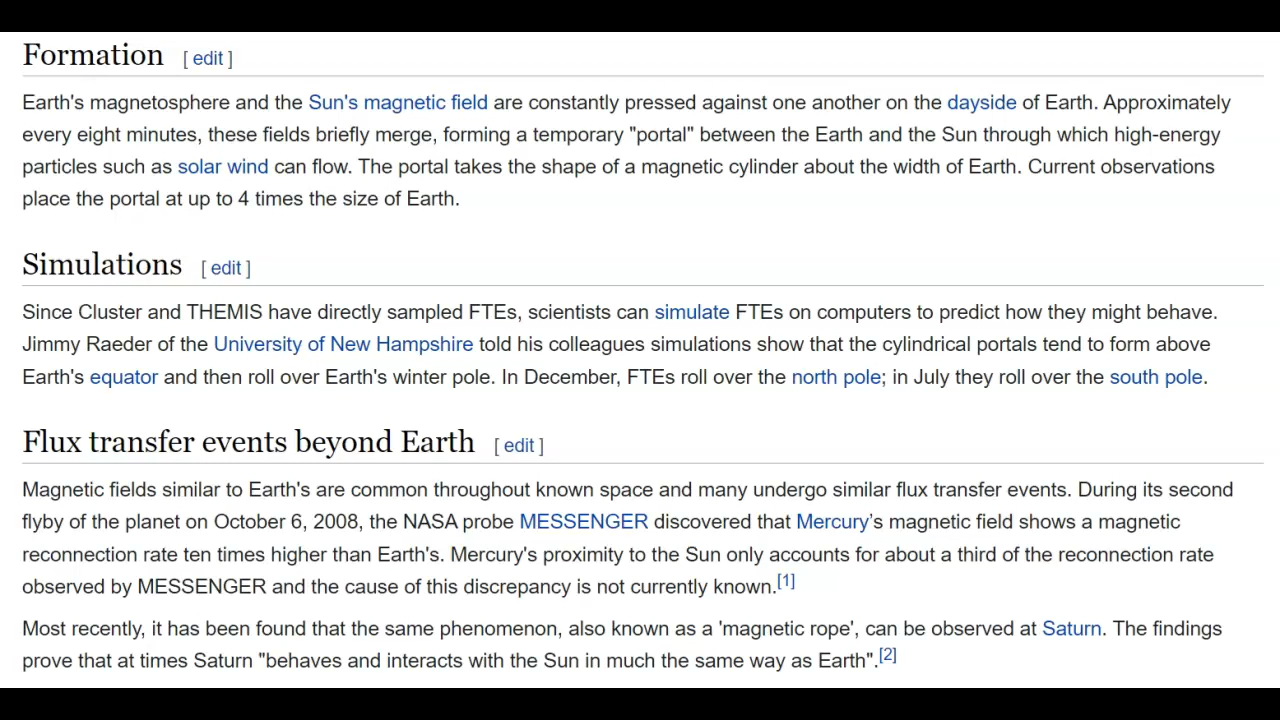 Formation [ edit ]
Earth's magnetosphere and the Sun's magnetic field are constantly pressed against one another on the dayside of Earth. Approximately
every eight minutes, these fields briefly merge, forming a temporary "portal" between the Earth and the Sun through which high-energy
particles such as solar wind can flow. The portal takes the shape of a magnetic cylinder about the width of Earth. Current observations
place the portal at up to 4 times the size of Earth.
Simulations [ edit ]
Since Cluster and THEMIS have directly sampled FTEs, scientists can simulate FTEs on computers to predict how they might behave.
Jimmy Raeder of the University of New Hampshire told his colleagues simulations show that the cylindrical portals tend to form above
Earth's equator and then roll over Earth's winter pole. In December, FTEs roll over the north pole; in July they roll over the south pole.
Flux transfer events beyond Earth [ edit ]
Magnetic fields similar to Earth's are common throughout known space and many undergo similar flux transfer events. During its second
flyby of the planet on October 6, 2008, the NASA probe MESSENGER discovered that Mercury’s magnetic field shows a magnetic
reconnection rate ten times higher than Earth's. Mercury's proximity to the Sun only accounts for about a third of the reconnection rate
observed by MESSENGER and the cause of this discrepancy is not currently known.[1]
Most recently, it has been found that the same phenomenon, also known as a 'magnetic rope', can be observed at Saturn. The findings
prove that at times Saturn "behaves and interacts with the Sun in much the same way as Earth".[2]